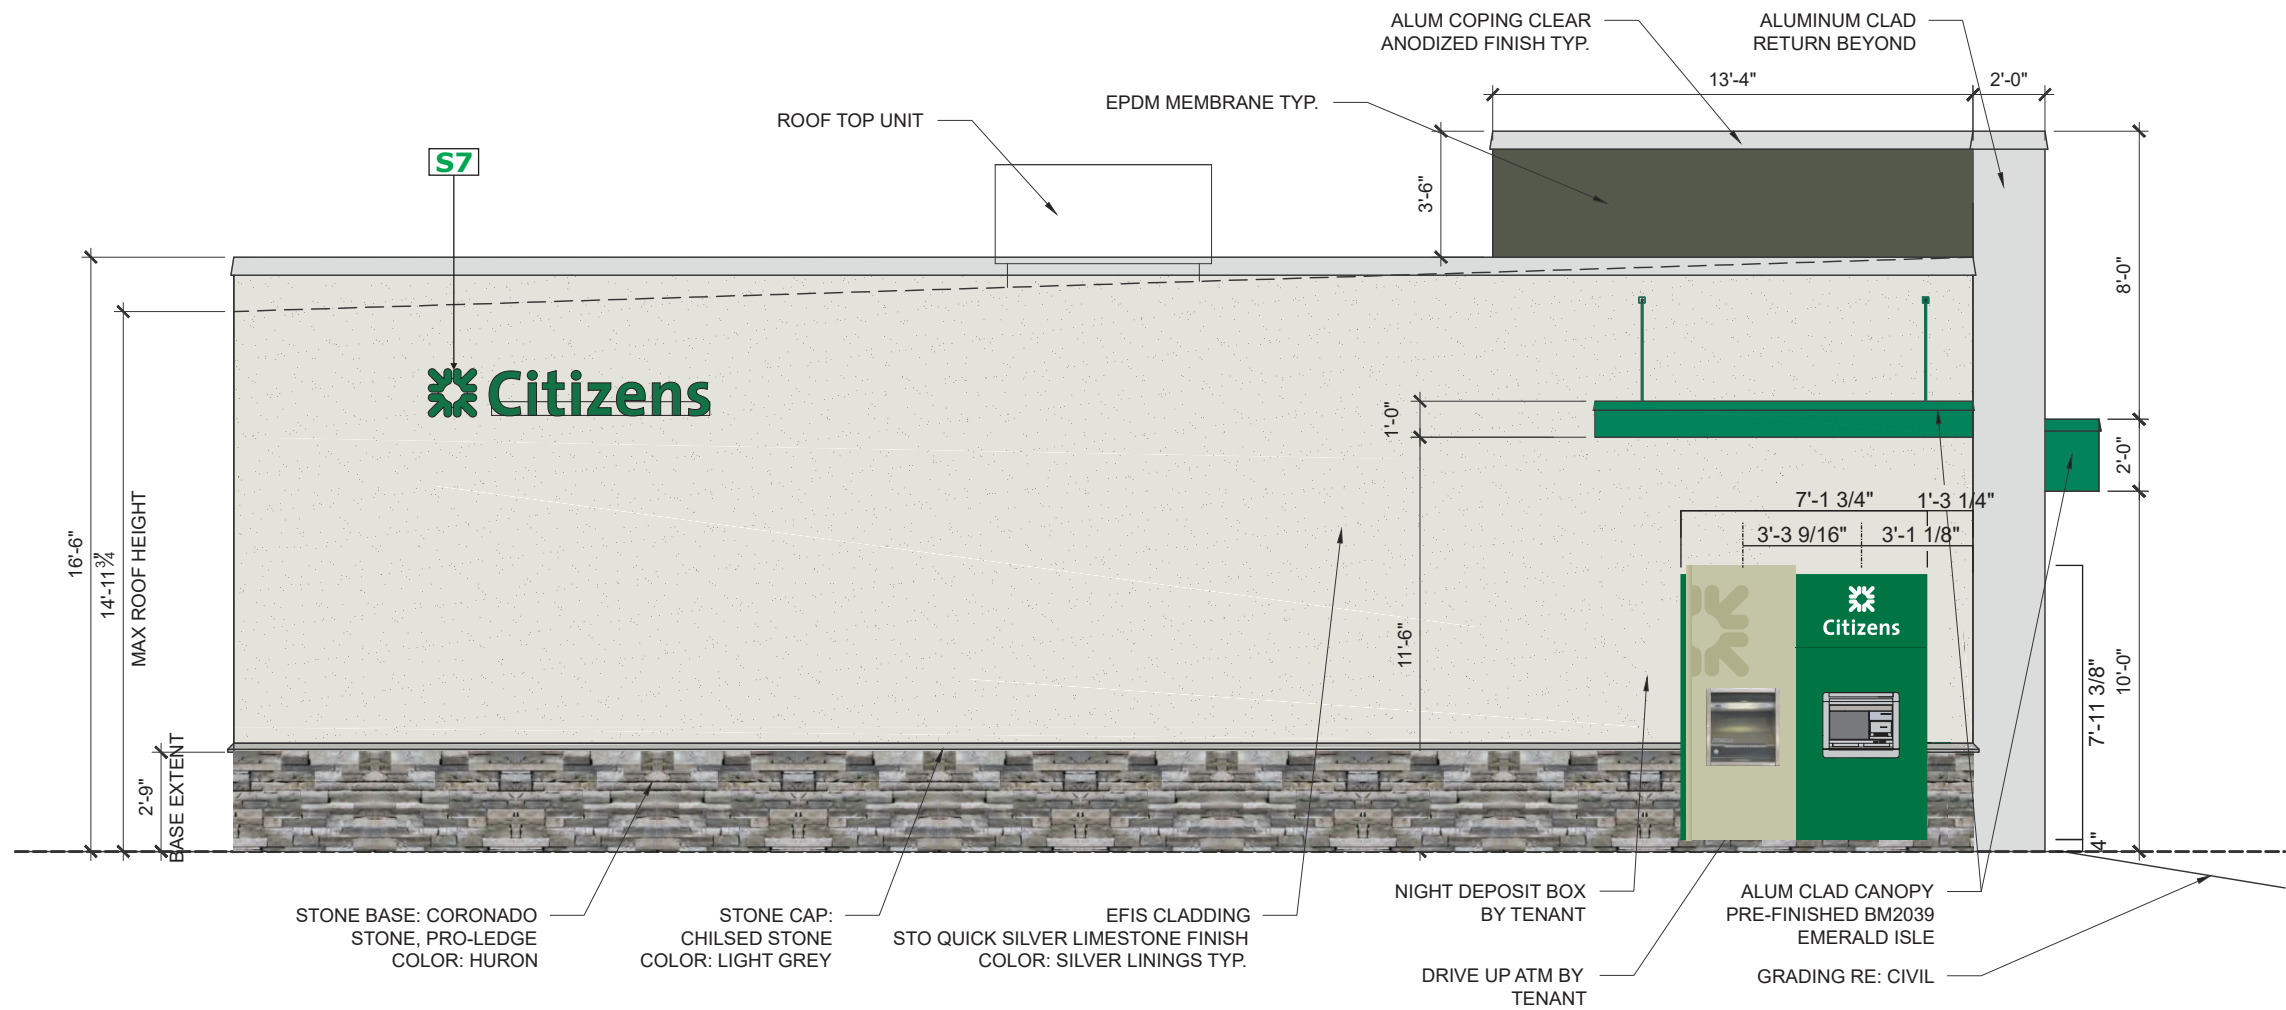 ALUM COPING CLEAR
ANODIZED FINISH TYP.
ALUMINUM CLAD
RETURN BEYOND
13'-4"
2'-0"
EPDM MEMBRANE TYP.
ROOF TOP UNIT
S7
3'-6"
8'-0"
Citizens
1'-0"
2'-0"
7'-1 3/4"
1'-3 1/4"
3'-3 9/16"
3'-1 1/8"
16'-6"
14'-11¾"
MAX ROOF HEIGHT
Citizens
11'-6"
7'-11 3/8"
10'-0"
2'-9"
BASE EXTENT
4"
STONE BASE: CORONADO
STONE, PRO-LEDGE
COLOR: HURON
STONE CAP:
CHILSED STONE
COLOR: LIGHT GREY
EFIS CLADDING
STO QUICK SILVER LIMESTONE FINISH
COLOR: SILVER LININGS TYP.
NIGHT DEPOSIT BOX
BY TENANT
DRIVE UP ATM BY
TENANT
ALUM CLAD CANOPY
PRE-FINISHED BM2039
EMERALD ISLE
GRADING RE: CIVIL